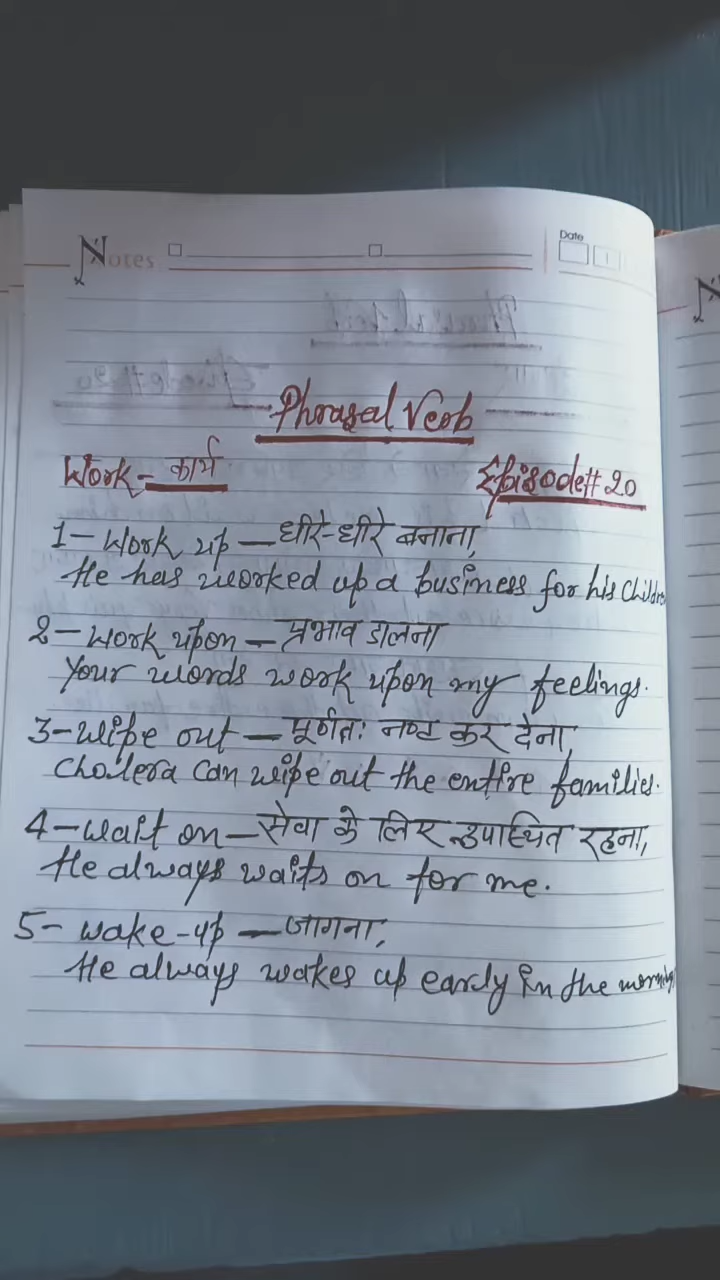 Notes
Date
Phrasal Verb
Work - कार्य
Episode# 20
1- Work up — धीरे-धीरे बनाना,
He has worked up a business for his Children
2- work upon — प्रभाव डालना
Your words work upon my feelings.
3- wipe out — पूर्णतः नष्ट कर देना,
Cholera can wipe out the entire families.
4- wait on — सेवा के लिए उपास्थित रहना,
He always waits on for me.
5- wake-up — जागना,
He always wakes up early in the morning